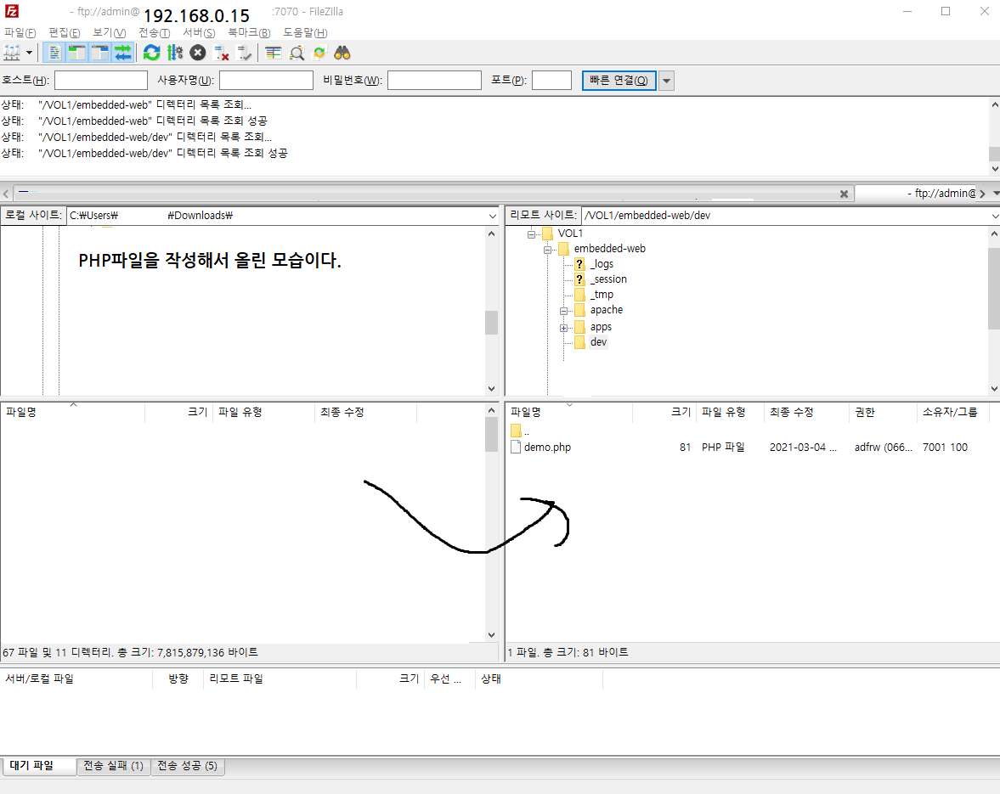 - ftp://admin@ 192.168.0.15 :7070 - FileZilla
파일(F) 편집(E) 보기(V) 전송(T) 서버(S) 북마크(B) 도움말(H)
호스트(H): 사용자명(U): 비밀번호(W): 포트(P): 빠른 연결(Q)
상태: "/VOL1/embedded-web" 디렉터리 목록 조회...
상태: "/VOL1/embedded-web" 디렉터리 목록 조회 성공
상태: "/VOL1/embedded-web/dev" 디렉터리 목록 조회...
상태: "/VOL1/embedded-web/dev" 디렉터리 목록 조회 성공
- ftp://admin@
로컬 사이트: C:₩Users₩ ₩Downloads₩
PHP파일을 작성해서 올린 모습이다.
리모트 사이트: /VOL1/embedded-web/dev
VOL1
embedded-web
? _logs
? _session
_tmp
apache
apps
dev
파일명 크기 파일 유형 최종 수정
67 파일 및 11 디렉터리. 총 크기: 7,815,879,136 바이트
파일명 크기 파일 유형 최종 수정 권한 소유자/그룹
..
demo.php 81 PHP 파일 2021-03-04 ... adfrw (066... 7001 100
1 파일. 총 크기: 81 바이트
서버/로컬 파일 방향 리모트 파일 크기 우선 ... 상태
대기 파일 전송 실패 (1) 전송 성공 (5)